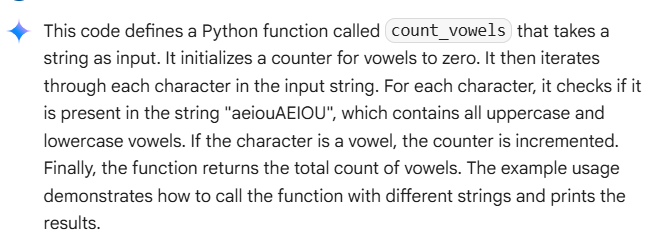 This code defines a Python function called count_vowels that takes a
string as input. It initializes a counter for vowels to zero. It then iterates
through each character in the input string. For each character, it checks if it
is present in the string "aeiouAEIOU", which contains all uppercase and
lowercase vowels. If the character is a vowel, the counter is incremented.
Finally, the function returns the total count of vowels. The example usage
demonstrates how to call the function with different strings and prints the
results.